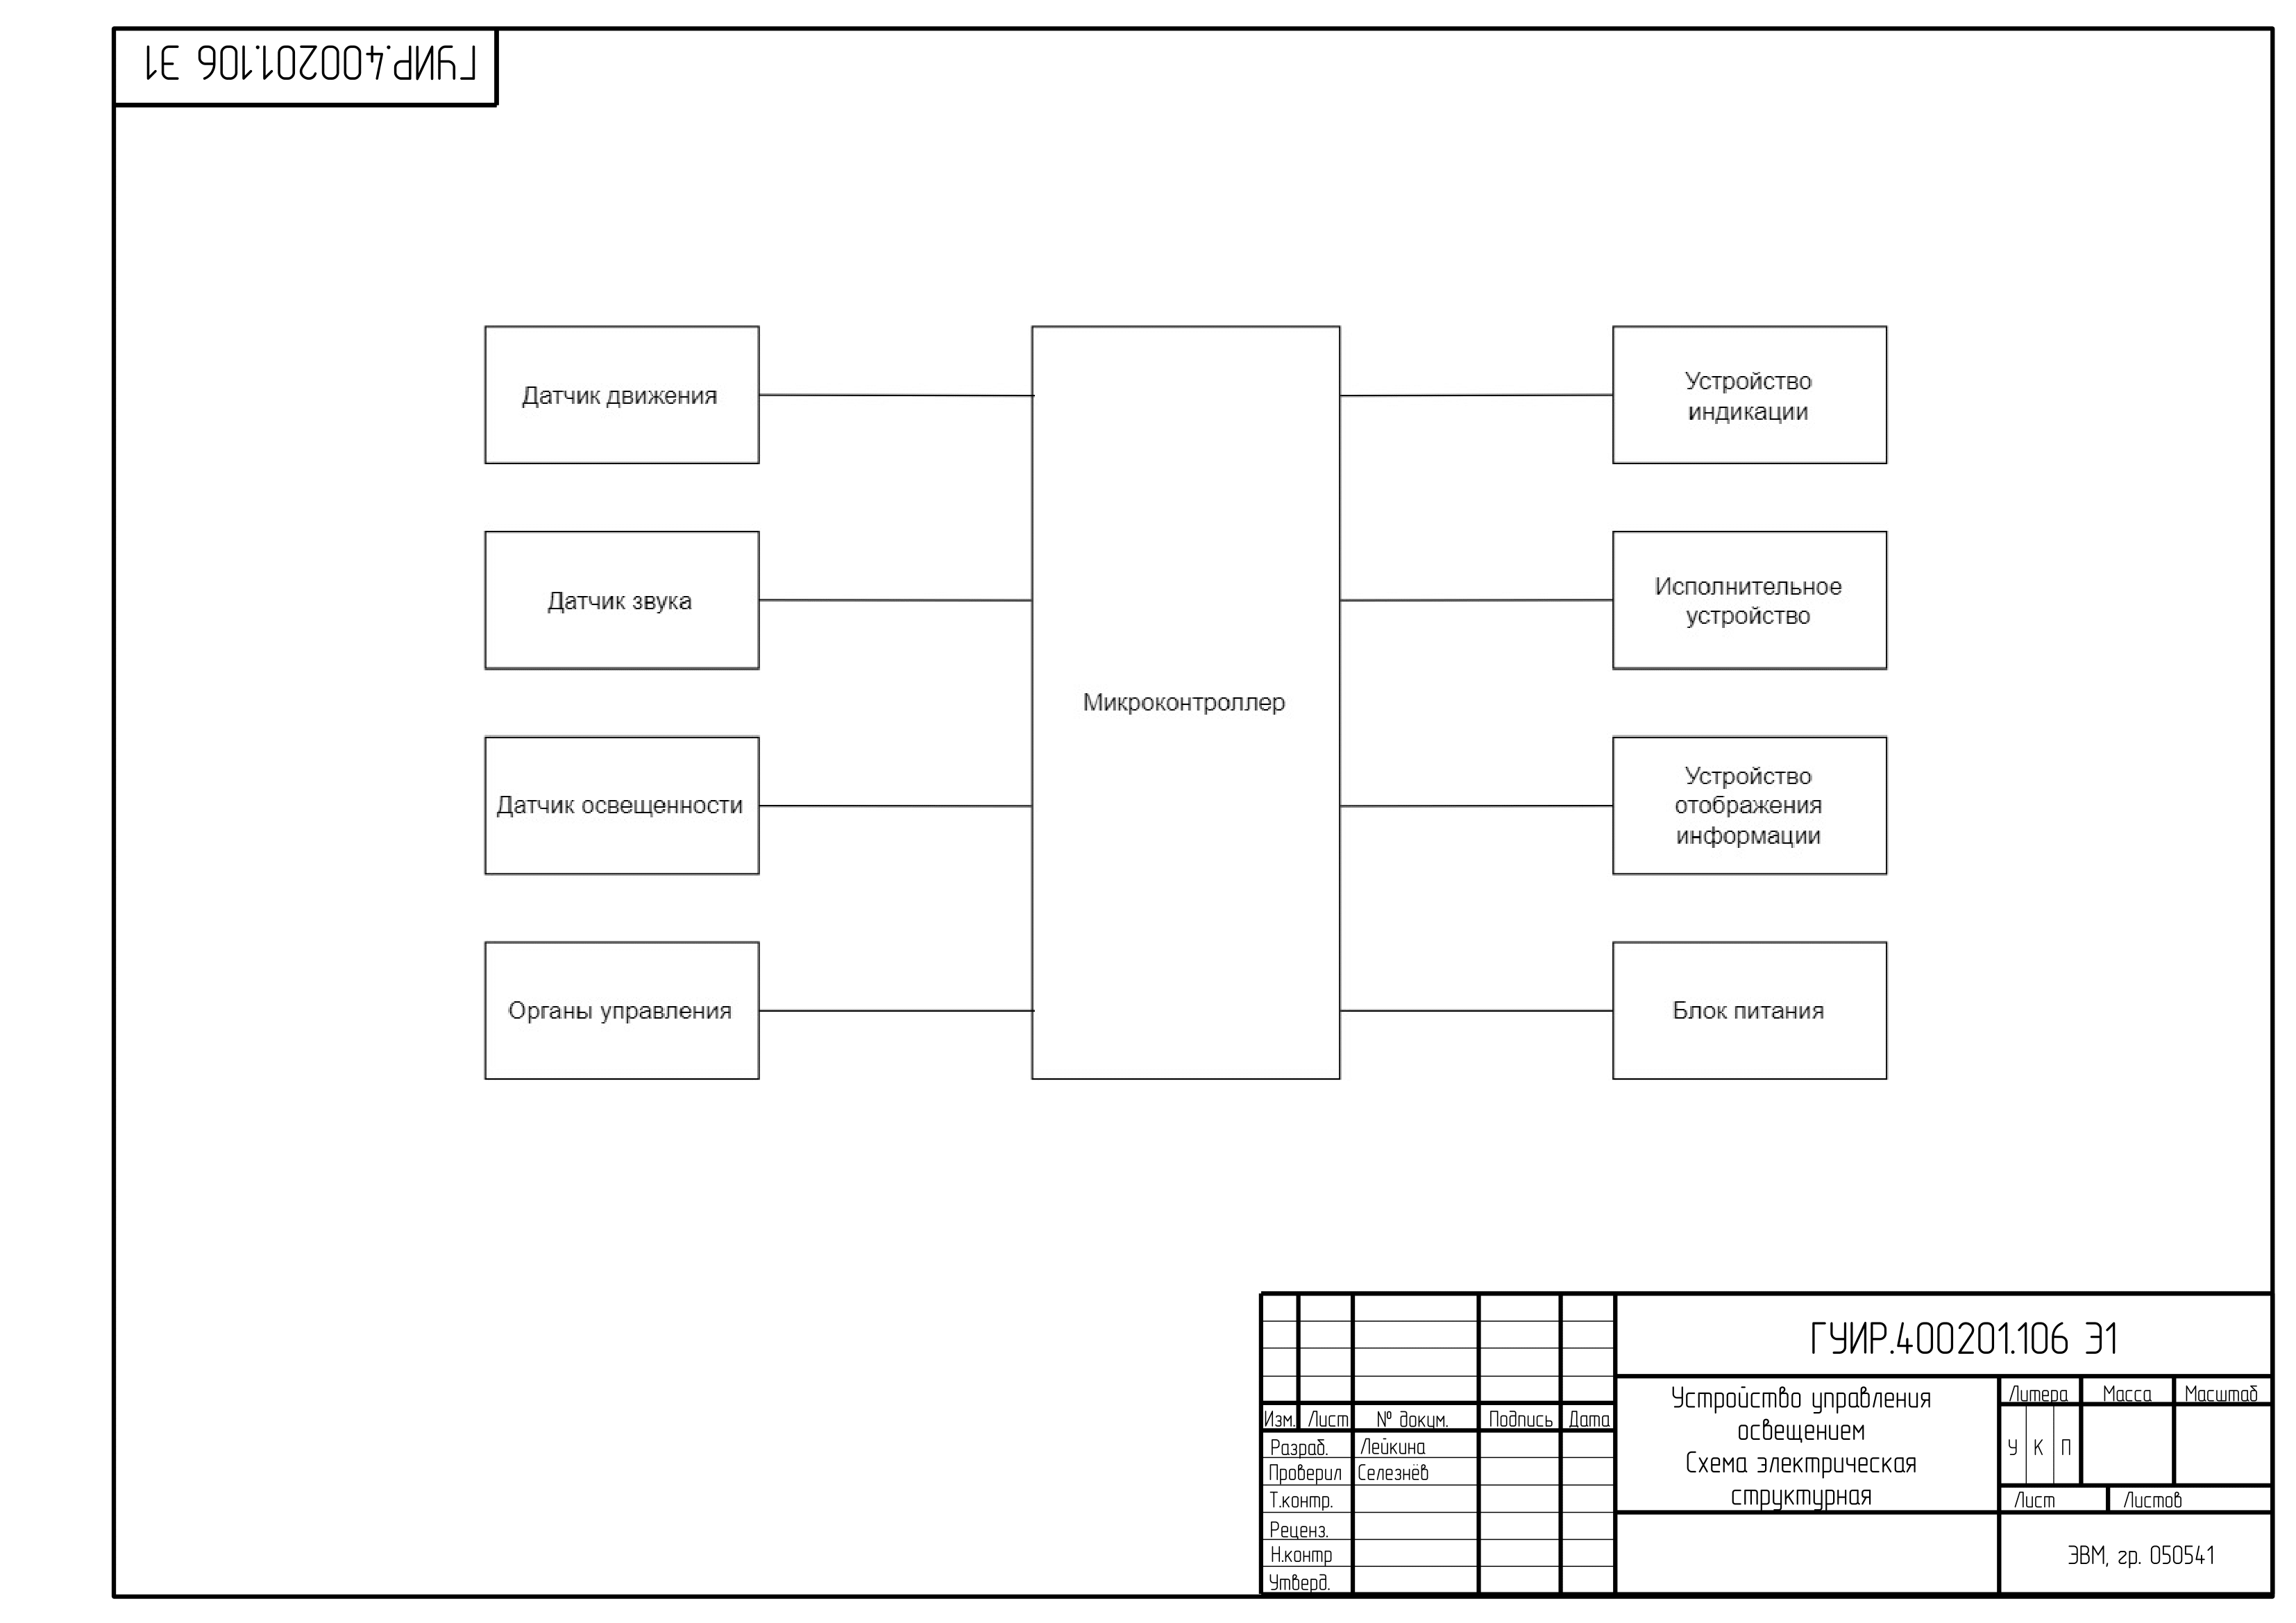 ГУИР.400201.106 Э1
Датчик движения
Датчик звука
Датчик освещенности
Органы управления
Микроконтроллер
Устройство
индикации
Исполнительное
устройство
Устройство
отображения
информации
Блок питания
ГУИР.400201.106 Э1
Устройство управления
освещением
Схема электрическая
структурная
Литера Масса Масштаб
У К П
Лист Листов
ЭВМ, гр. 050541
Изм. Лист № докум. Подпись Дата
Разраб. Лейкина
Проверил Селезнёв
Т.контр.
Реценз.
Н.контр
Утверд.